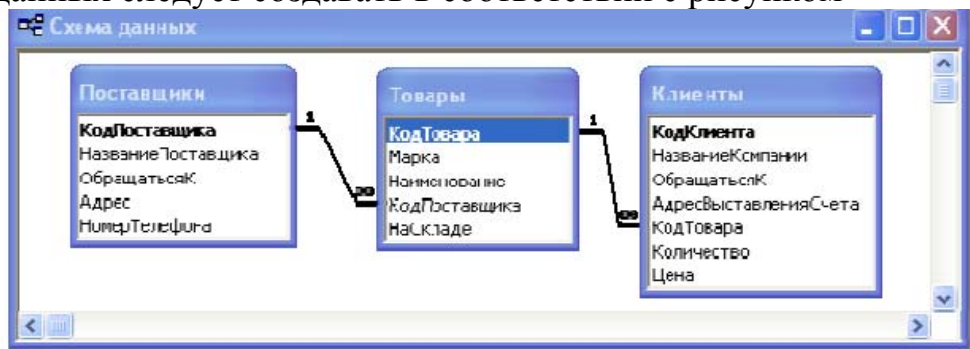 данных следует создавать в соответствии с рисунком
Схема данных
Поставщики
КодПоставщика
НазваниеПоставщика
ОбращатьсяК
Адрес
НомерТелефона
Товары
КодТовара
Марка
Наименование
КодПоставщика
НаСкладе
Клиенты
КодКлиента
НазваниеКомпании
ОбращатьсяК
АдресВыставленияСчета
КодТовара
Количество
Цена
1
∞
1
∞